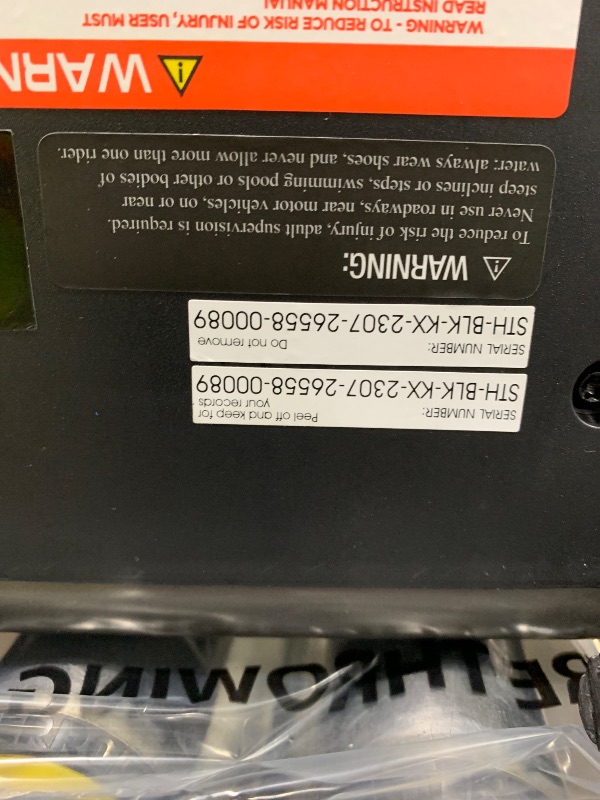 RETHROWING
SERIAL NUMBER:
Peel off and keep for
your records
STH-BLK-KX-2307-26558-00089
SERIAL NUMBER:
Do not remove
STH-BLK-KX-2307-26558-00089
WARNING:
To reduce the risk of injury, adult supervision is required.
Never use in roadways, near motor vehicles, on or near
steep inclines or steps, swimming pools or other bodies of
water; always wear shoes, and never allow more than one rider.
WARN
WARNING - TO REDUCE RISK OF INJURY, USER MUST
READ INSTRUCTION MANUAL